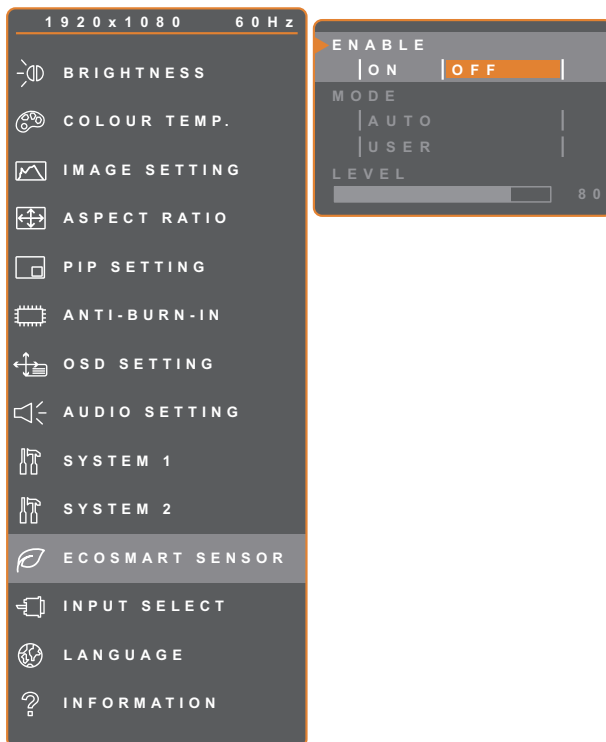 1920x1080 60Hz
BRIGHTNESS
COLOUR TEMP.
IMAGE SETTING
ASPECT RATIO
PIP SETTING
ANTI-BURN-IN
OSD SETTING
AUDIO SETTING
SYSTEM 1
SYSTEM 2
ECOSMART SENSOR
INPUT SELECT
LANGUAGE
INFORMATION
ENABLE
ON OFF
MODE
AUTO
USER
LEVEL
80